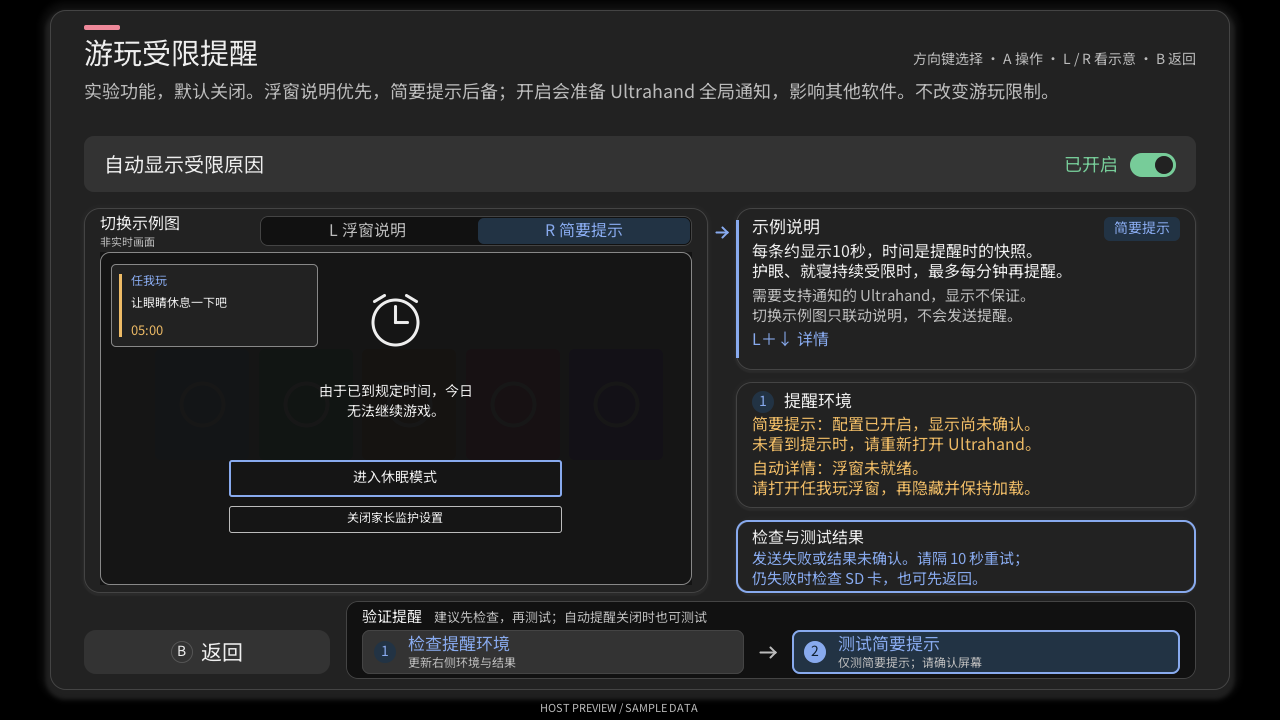 游玩受限提醒
方向键选择 · A 操作 · L / R 看示意 · B 返回
实验功能，默认关闭。浮窗说明优先，简要提示后备；开启会准备 Ultrahand 全局通知，影响其他软件。不改变游玩限制。
自动显示受限原因
已开启
切换示例图
非实时画面
L 浮窗说明
R 简要提示
任我玩
让眼睛休息一下吧
05:00
由于已到规定时间，今日
无法继续游戏。
进入休眠模式
关闭家长监护设置
→
示例说明
简要提示
每条约显示10秒，时间是提醒时的快照。
护眼、就寝持续受限时，最多每分钟再提醒。
需要支持通知的 Ultrahand，显示不保证。
切换示例图只联动说明，不会发送提醒。
L＋↓ 详情
1 提醒环境
简要提示：配置已开启，显示尚未确认。
未看到提示时，请重新打开 Ultrahand。
自动详情：浮窗未就绪。
请打开任我玩浮窗，再隐藏并保持加载。
检查与测试结果
发送失败或结果未确认。请隔 10 秒重试；
仍失败时检查 SD 卡，也可先返回。
B 返回
验证提醒 建议先检查，再测试；自动提醒关闭时也可测试
1 检查提醒环境
更新右侧环境与结果
→
2 测试简要提示
仅测简要提示；请确认屏幕
HOST PREVIEW / SAMPLE DATA